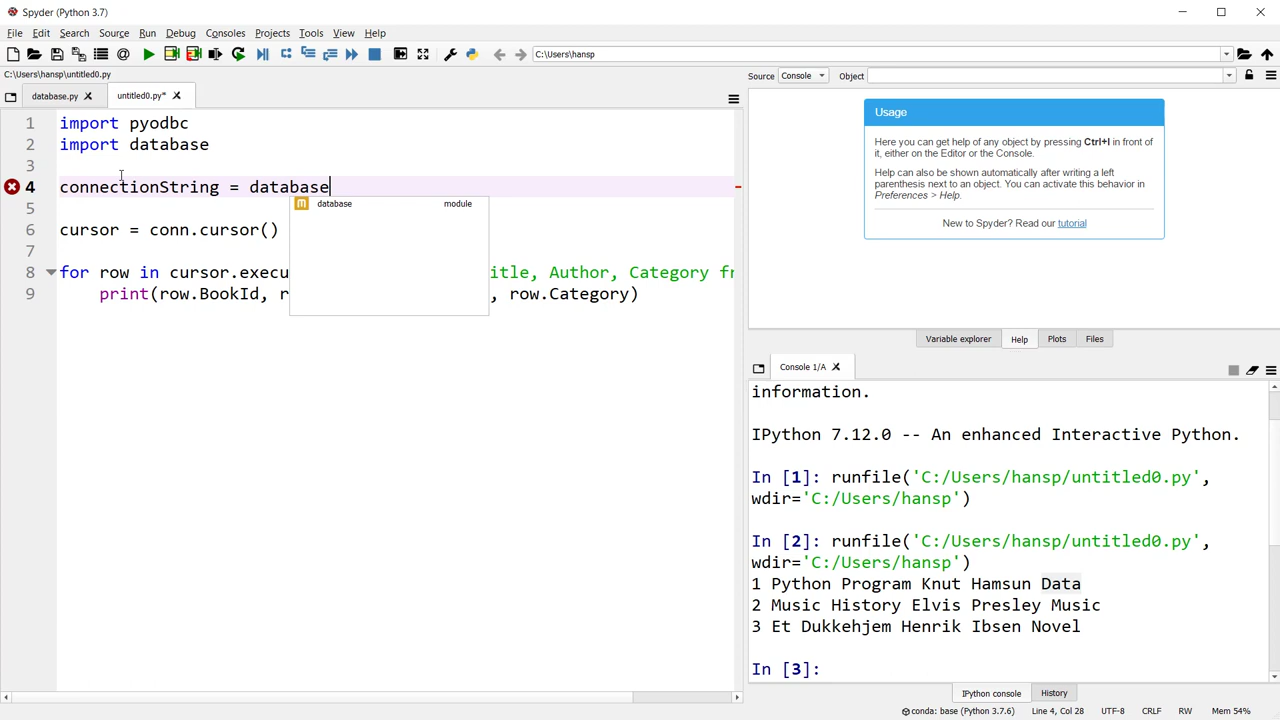 Spyder (Python 3.7)
File Edit Search Source Run Debug Consoles Projects Tools View Help
C:\Users\hansp
C:\Users\hansp\untitled0.py
database.py untitled0.py*
1 import pyodbc
2 import database
3
4 connectionString = database
database module
5
6 cursor = conn.cursor()
7
8 for row in cursor.execu itle, Author, Category fr
9 print(row.BookId, r , row.Category)
Source Console Object
Usage
Here you can get help of any object by pressing Ctrl+I in front of
it, either on the Editor or the Console.
Help can also be shown automatically after writing a left
parenthesis next to an object. You can activate this behavior in
Preferences > Help.
New to Spyder? Read our tutorial
Variable explorer Help Plots Files
Console 1/A
information.
IPython 7.12.0 -- An enhanced Interactive Python.
In [1]: runfile('C:/Users/hansp/untitled0.py',
wdir='C:/Users/hansp')
In [2]: runfile('C:/Users/hansp/untitled0.py',
wdir='C:/Users/hansp')
1 Python Program Knut Hamsun Data
2 Music History Elvis Presley Music
3 Et Dukkehjem Henrik Ibsen Novel
In [3]:
IPython console History
conda: base (Python 3.7.6) Line 4, Col 28 UTF-8 CRLF RW Mem 54%